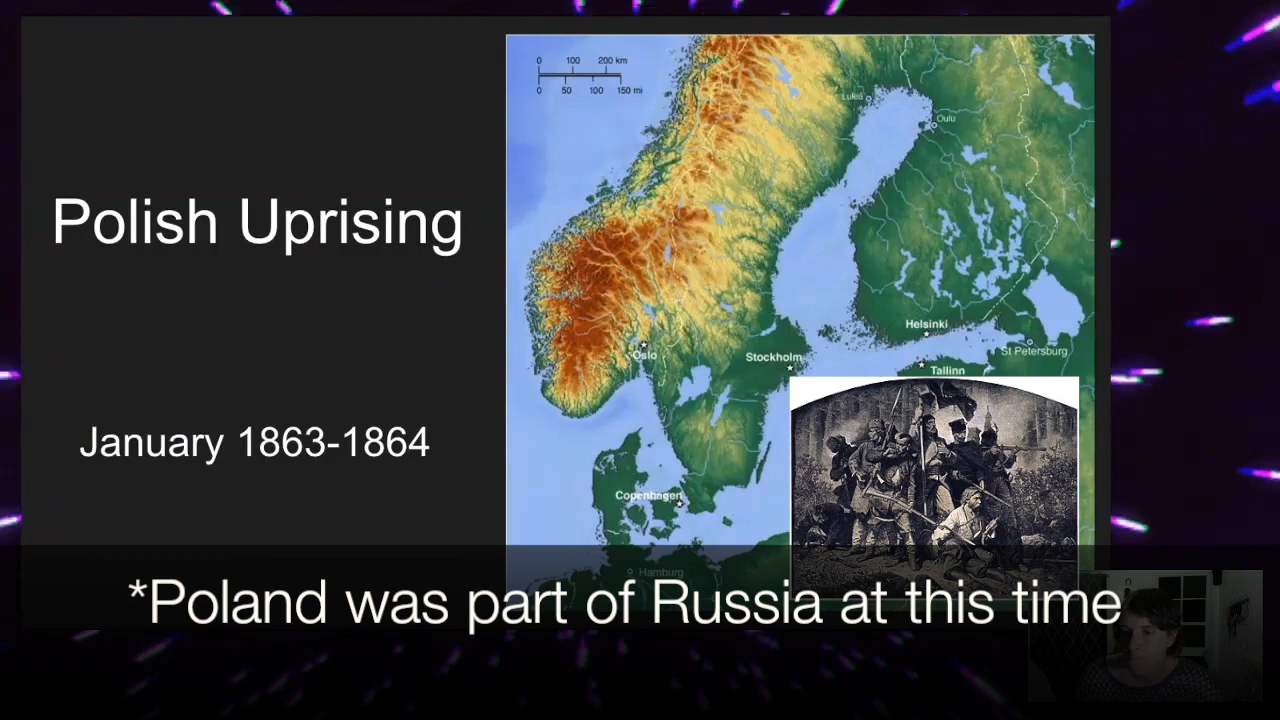 Polish Uprising
January 1863-1864
0 100 200 km
0 50 100 150 mi
Luleå
Oulu
Helsinki
St Petersburg
Oslo
Stockholm
Tallinn
Copenhagen
Hamburg
*Poland was part of Russia at this time